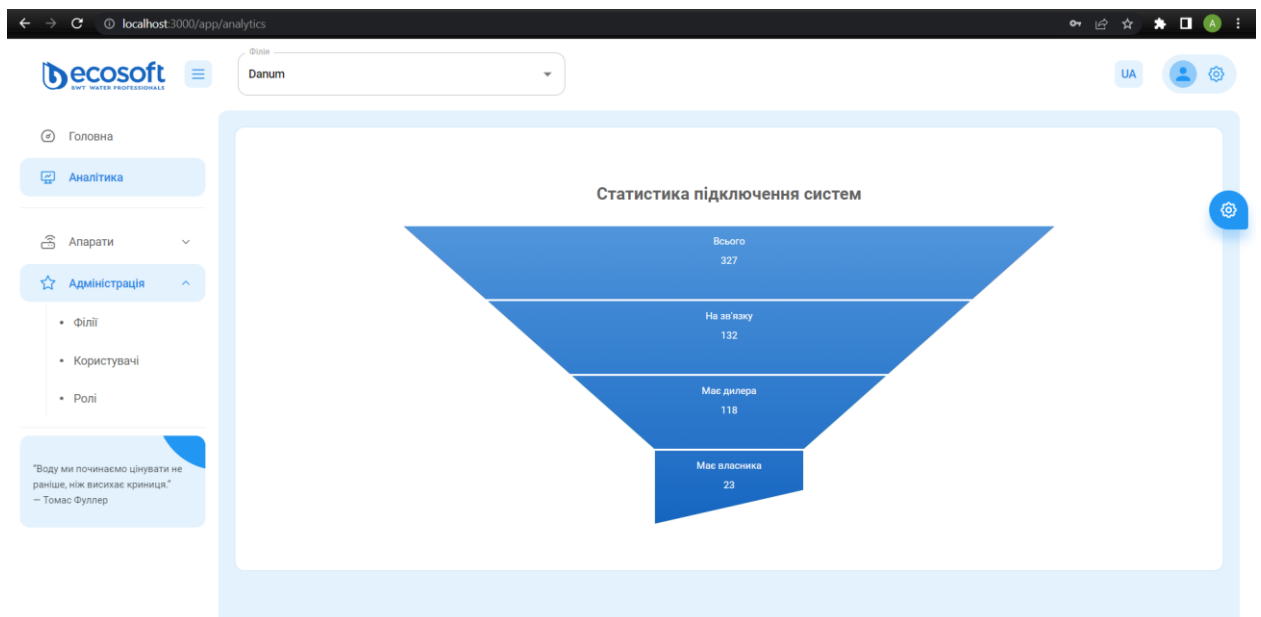 localhost:3000/app/analytics
A
ecosoft
BWT WATER PROFESSIONALS
Філія
Danum
UA
Головна
Аналітика
Апарати
Адміністрація
• Філії
• Користувачі
• Ролі
"Воду ми починаємо цінувати не
раніше, ніж висихає криниця."
— Томас Фуллер
Статистика підключення систем
Всього
327
На зв'язку
132
Має дилера
118
Має власника
23